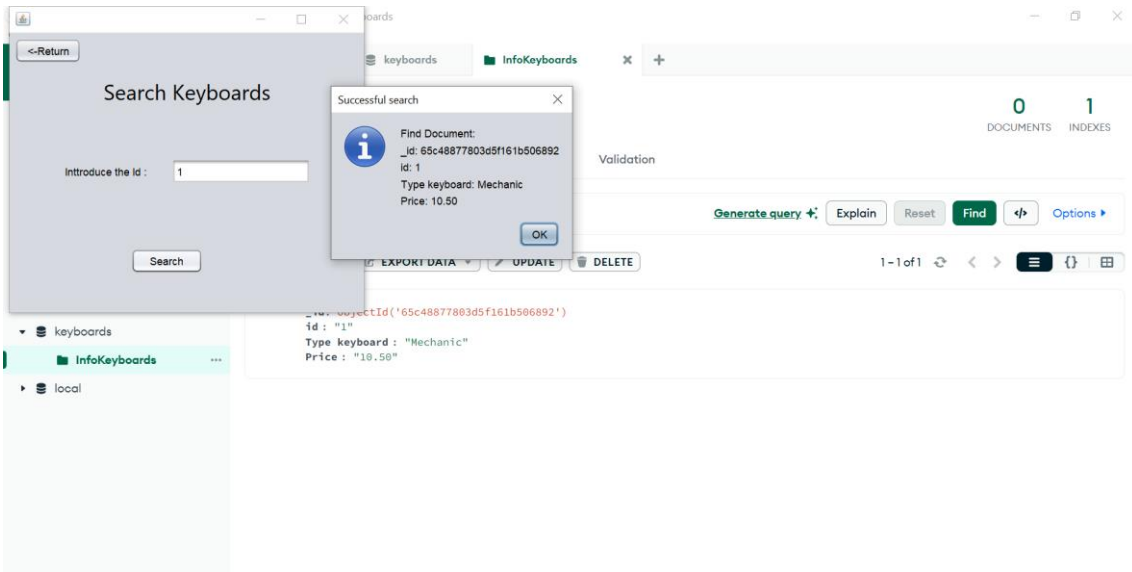 <-Return
Search Keyboards
Inttroduce the Id :
1
Search
Successful search
Find Document:
_id: 65c48877803d5f161b506892
id: 1
Type keyboard: Mechanic
Price: 10.50
OK
keyboards
InfoKeyboards
0
DOCUMENTS
1
INDEXES
Validation
Generate query
Explain
Reset
Find
</>
Options
EXPORT DATA
UPDATE
DELETE
1-1 of 1
{}
_id: ObjectId('65c48877803d5f161b506892')
id : "1"
Type keyboard : "Mechanic"
Price : "10.50"
keyboards
InfoKeyboards
...
local